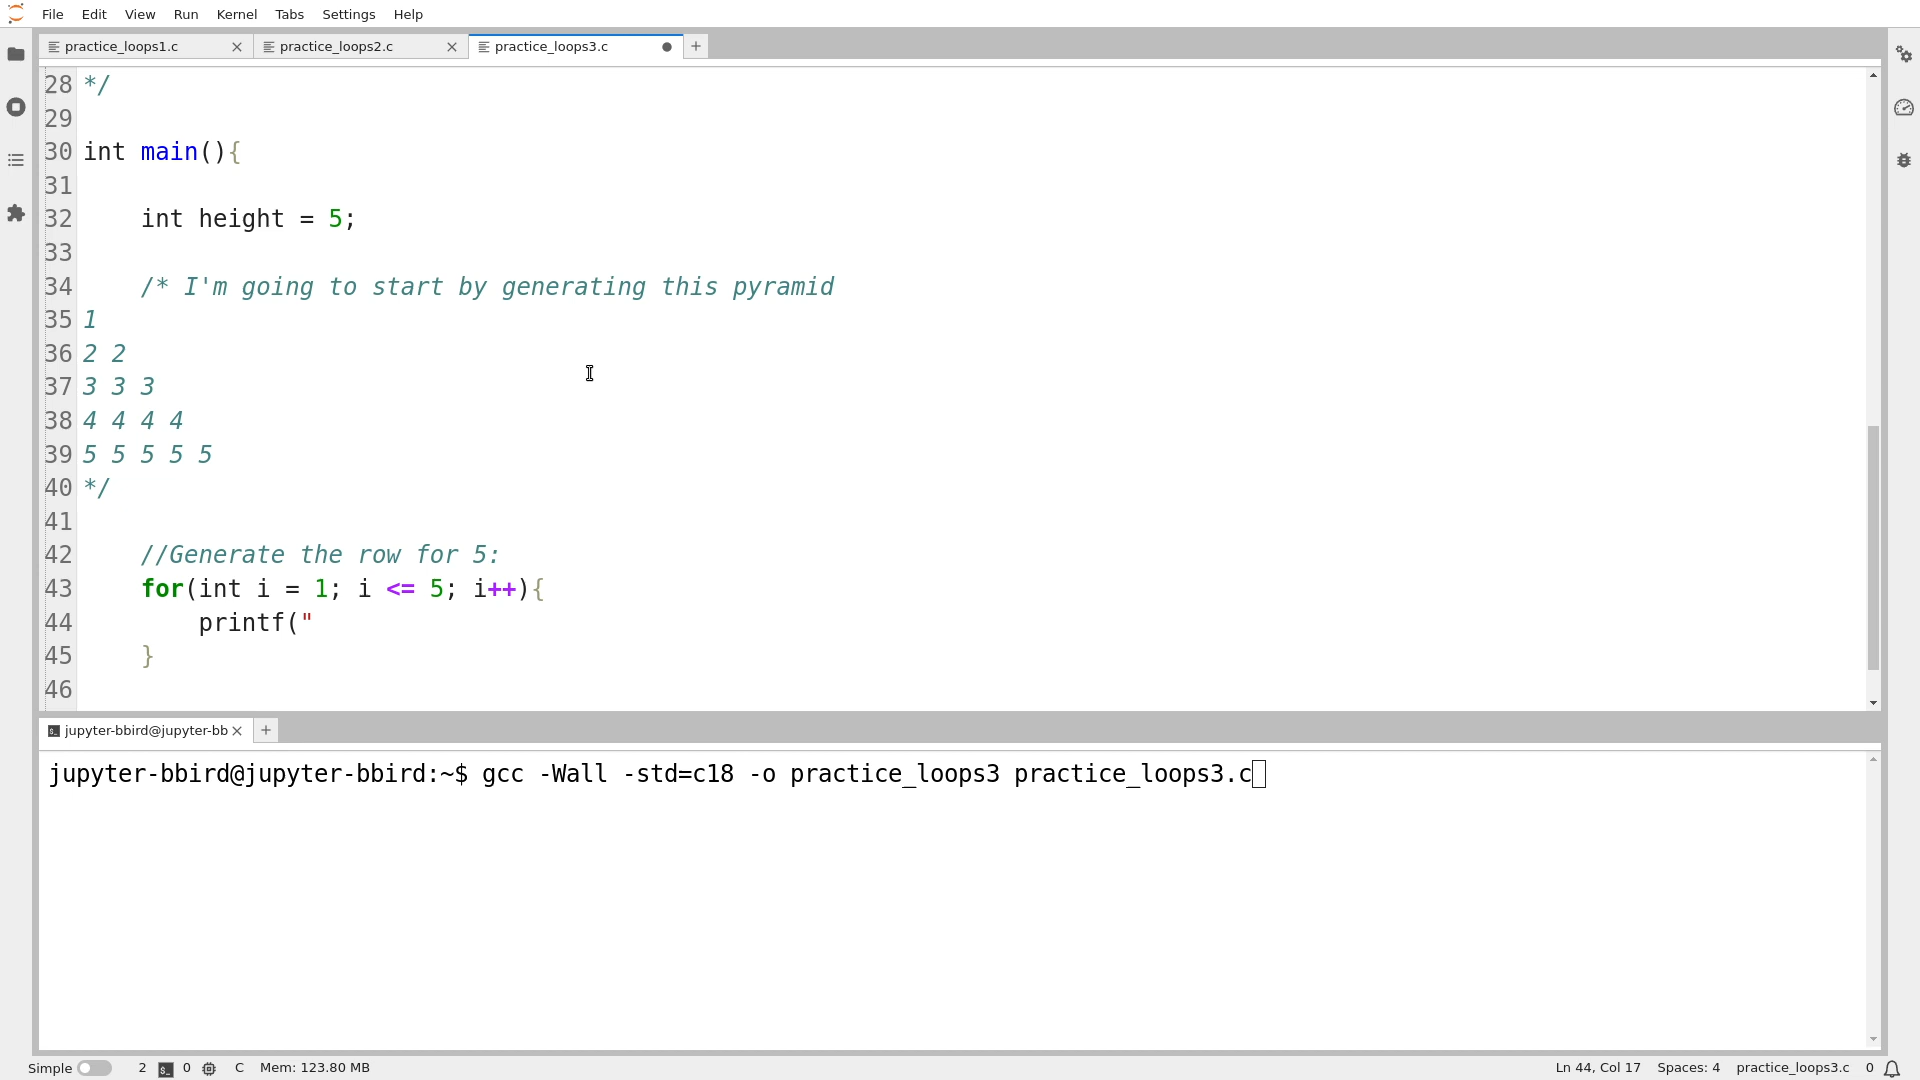 File Edit View Run Kernel Tabs Settings Help
practice_loops1.c practice_loops2.c practice_loops3.c
28 */
29
30 int main(){
31
32 int height = 5;
33
34 /* I'm going to start by generating this pyramid
35 1
36 2 2
37 3 3 3
38 4 4 4 4
39 5 5 5 5 5
40 */
41
42 //Generate the row for 5:
43 for(int i = 1; i <= 5; i++){
44 printf("
45 }
46
jupyter-bbird@jupyter-bb
jupyter-bbird@jupyter-bbird:~$ gcc -Wall -std=c18 -o practice_loops3 practice_loops3.c
Simple 2 0 C Mem: 123.80 MB Ln 44, Col 17 Spaces: 4 practice_loops3.c 0